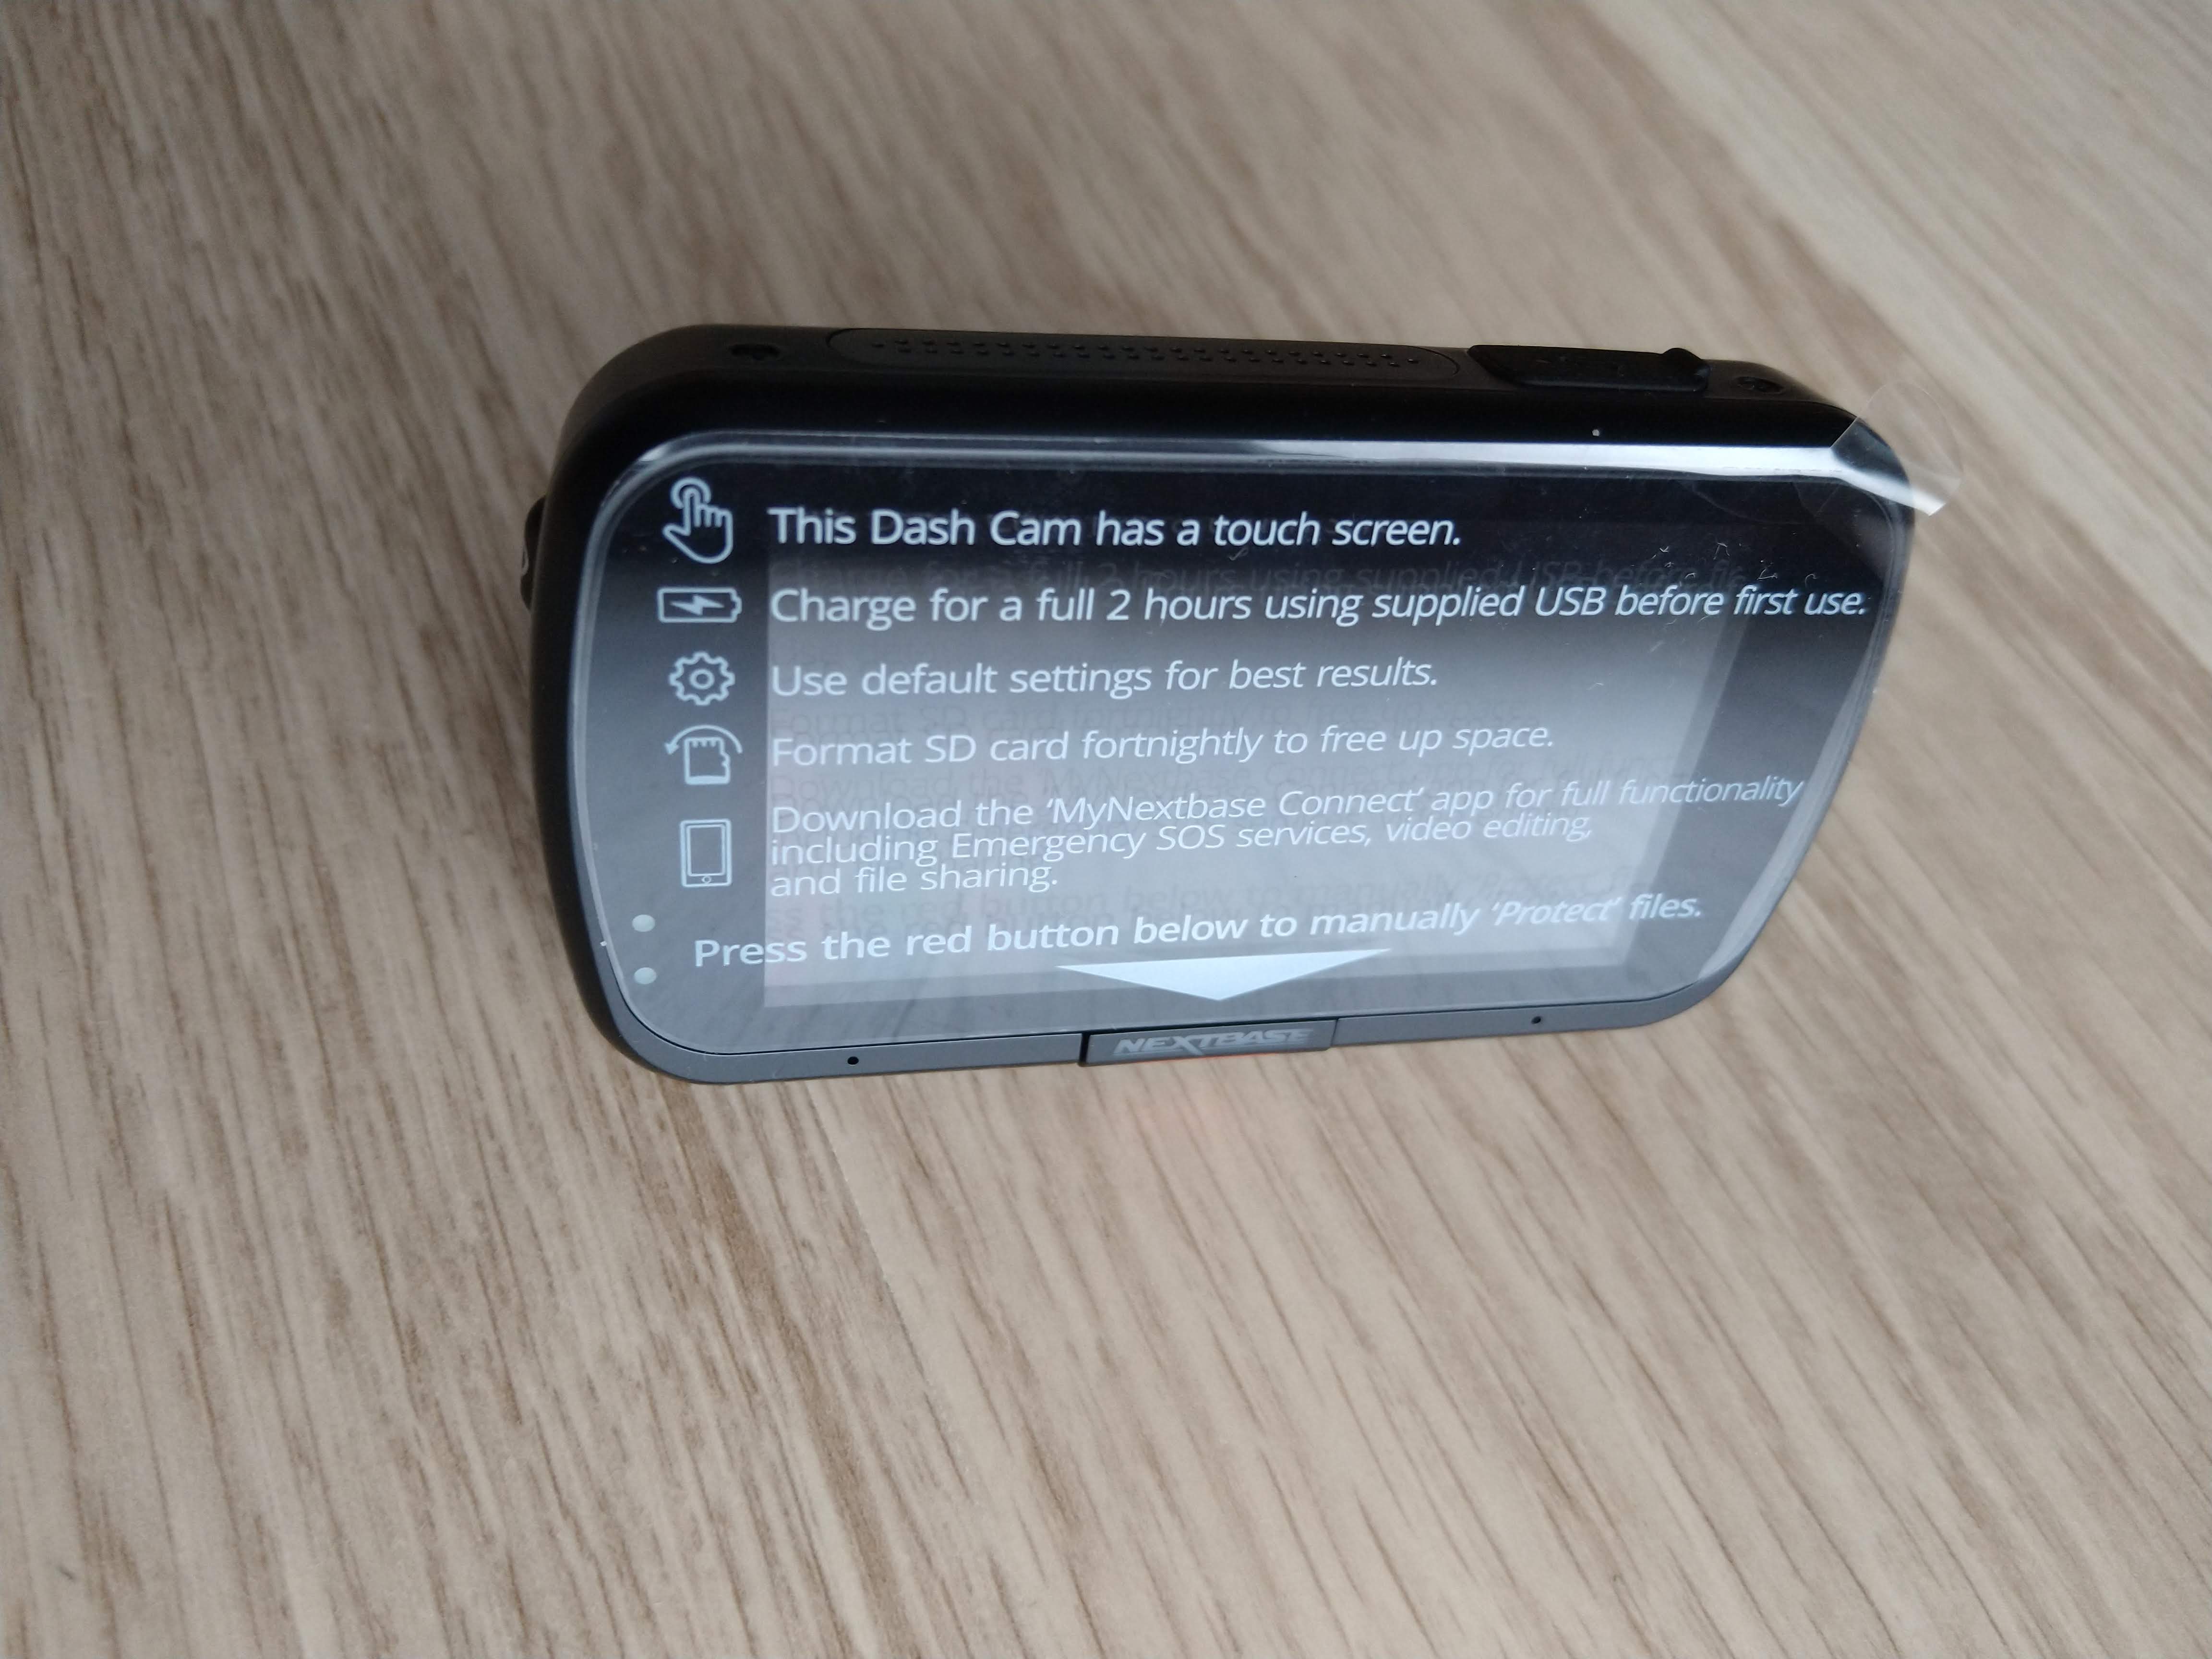 This Dash Cam has a touch screen.
Charge for a full 2 hours using supplied USB before first use.
Use default settings for best results.
Format SD card fortnightly to free up space.
Download the ‘MyNextbase Connect’ app for full functionality
including Emergency SOS services, video editing,
and file sharing.
Press the red button below to manually ‘Protect’ files.
NEXTBASE